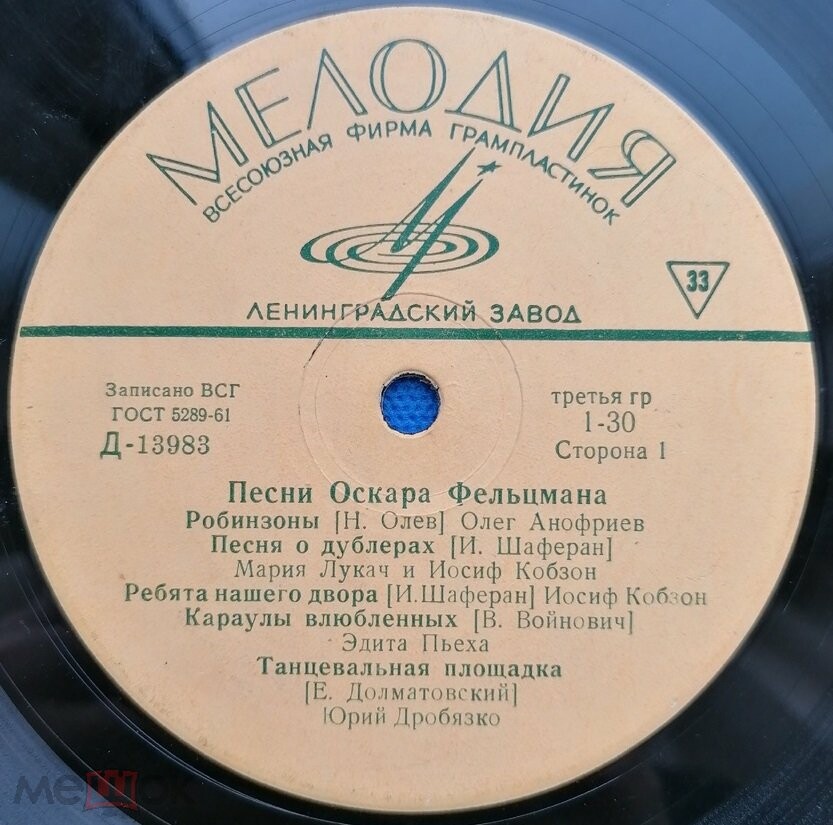 МЕЛОДИЯ
ВСЕСОЮЗНАЯ ФИРМА ГРАМПЛАСТИНОК
33
ЛЕНИНГРАДСКИЙ ЗАВОД
Записано ВСГ
ГОСТ 5289-61
Д-13983
третья гр
1-30
Сторона 1
Песни Оскара Фельцмана
Робинзоны [Н. Олев] Олег Анофриев
Песня о дублерах [И. Шаферан]
Мария Лукач и Иосиф Кобзон
Ребята нашего двора [И.Шаферан] Иосиф Кобзон
Караулы влюбленных [В. Войнович]
Эдита Пьеха
Танцевальная площадка
[Е. Долматовский]
Юрий Дробязко
мешок